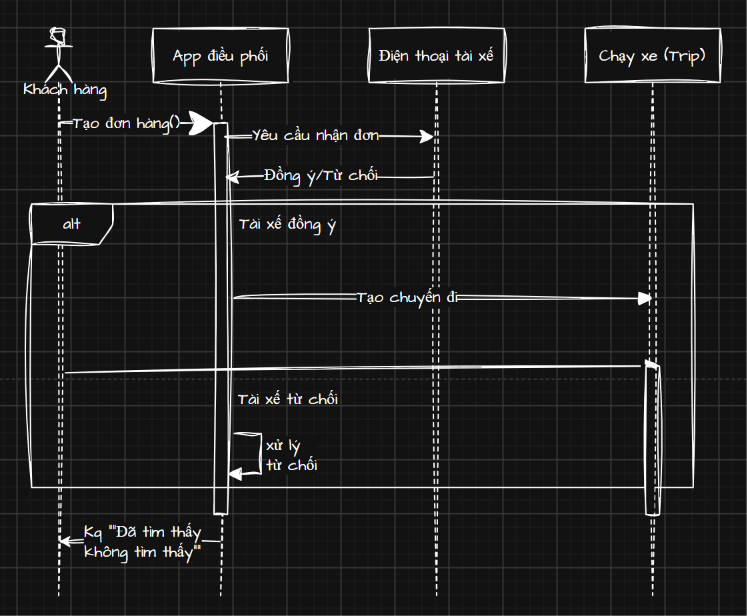 App điều phối
Điện thoại tài xế
Chạy xe (Trip)
Khách hàng
Tạo đơn hàng()
Yêu cầu nhận đơn
Đồng ý/Từ chối
alt
Tài xế đồng ý
Tạo chuyến đi
Tài xế từ chối
xử lý
từ chối
Kq ""Đã tìm thấy
không tìm thấy""